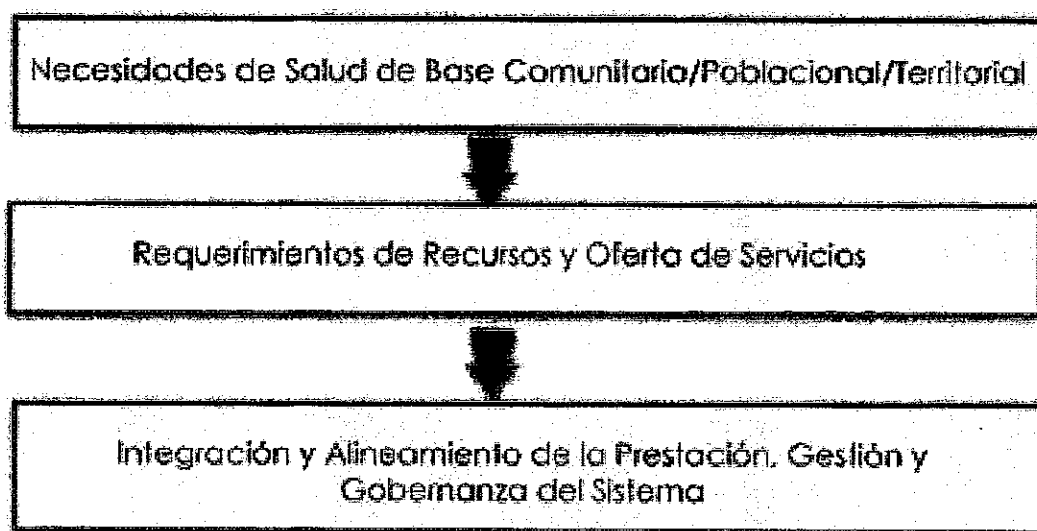 Necesidades de Salud de Base Comunitaria/Poblacional/Territorial
Requerimientos de Recursos y Oferta de Servicios
Integración y Alineamiento de la Prestación, Gestión y
Gobernanza del Sistema